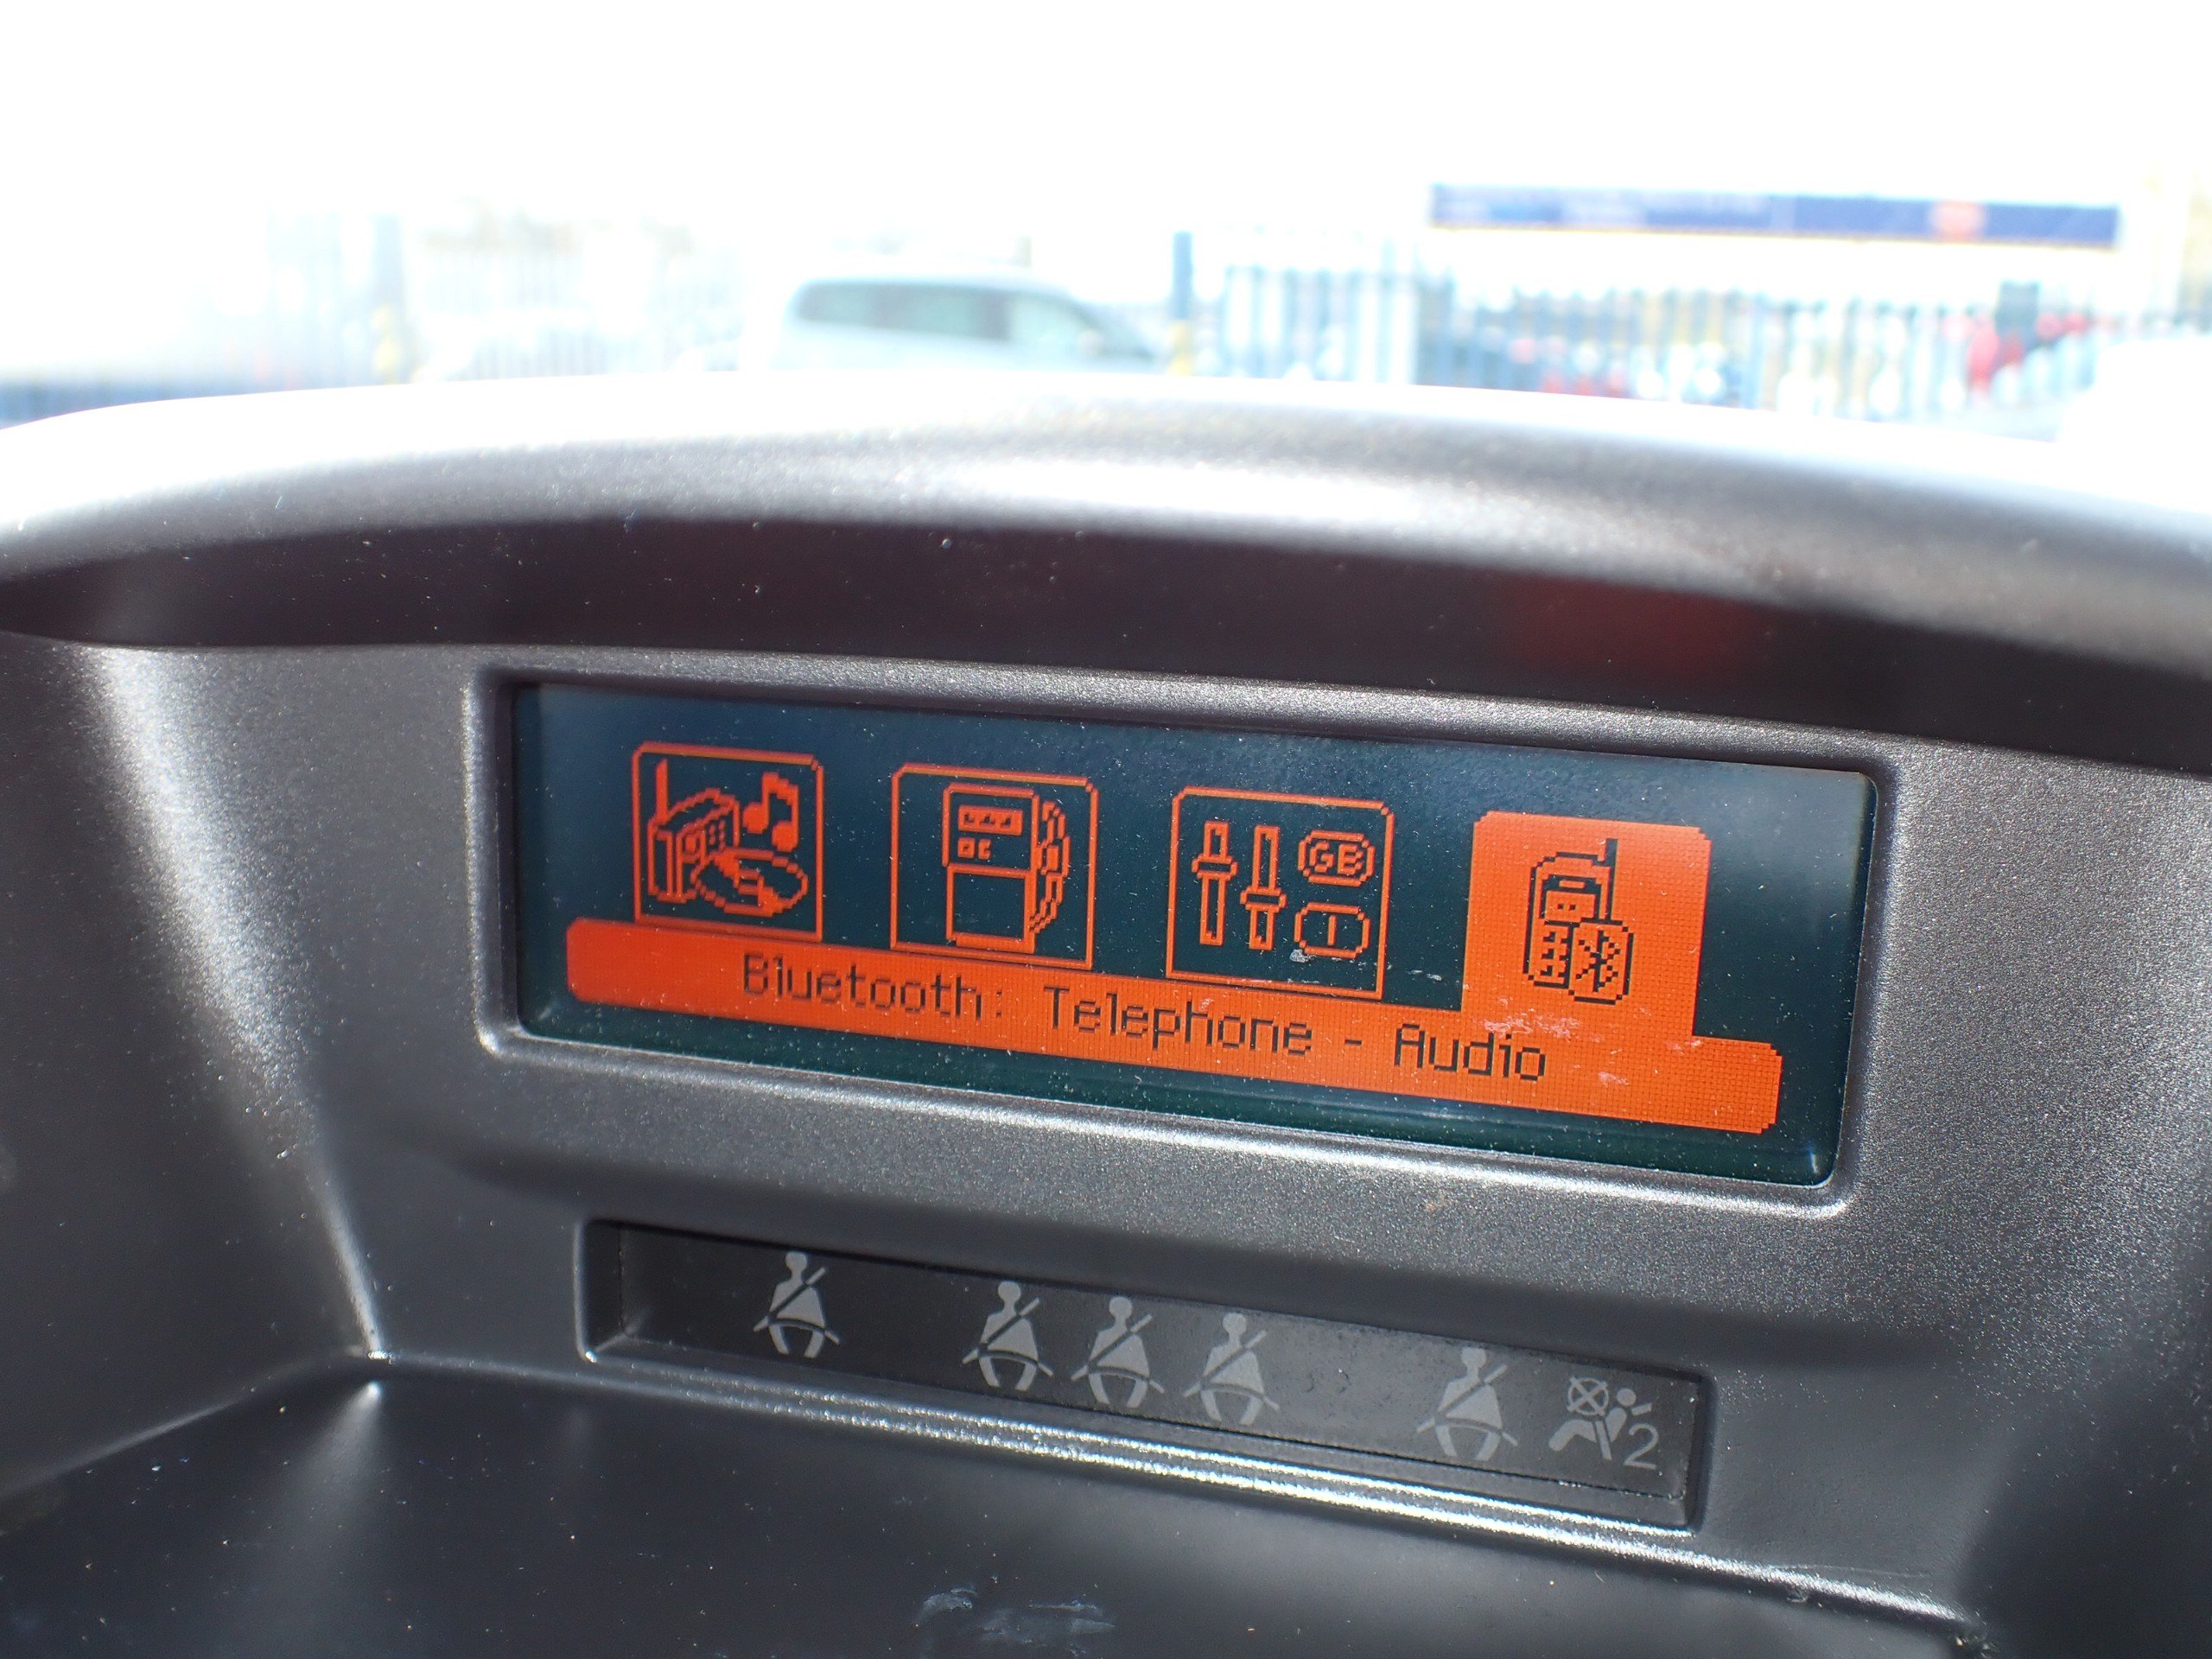 GB
I
Bluetooth: Telephone - Audio
2